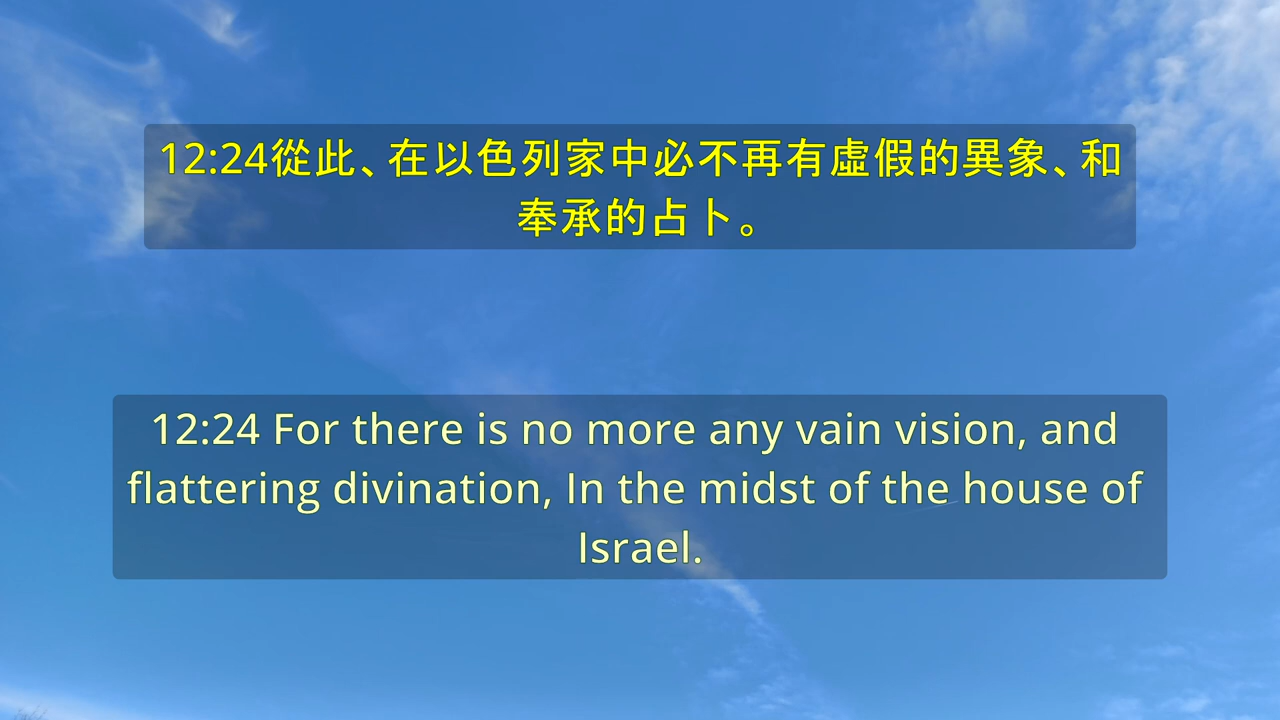 12:24從此、在以色列家中必不再有虛假的異象、和
奉承的占卜。
12:24 For there is no more any vain vision, and
flattering divination, In the midst of the house of
Israel.